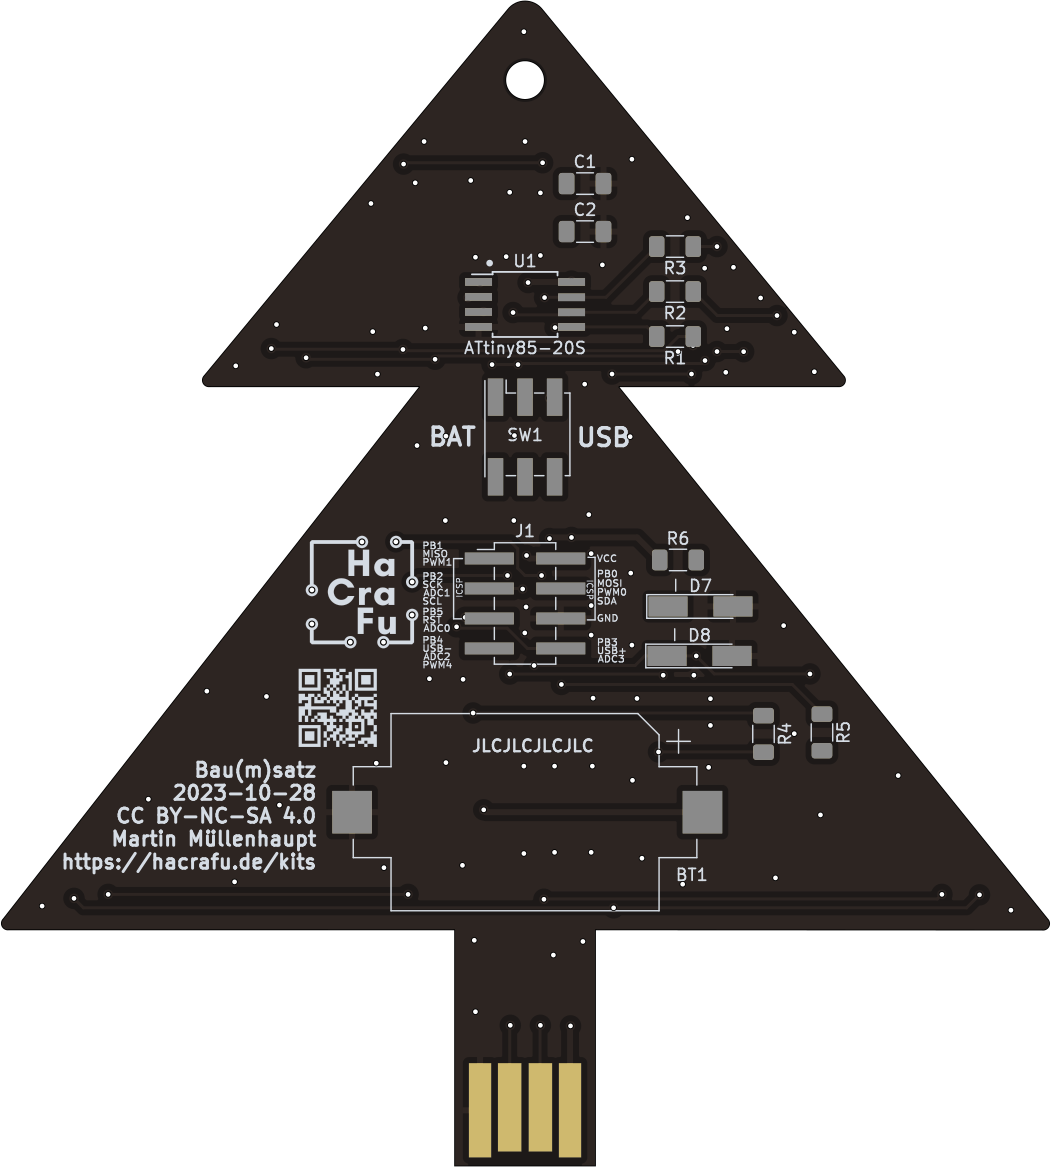 C1
C2
U1
R3
R2
ATtiny85-20S
R1
BAT
SW1
USB
J1
R6
PB1
MISO
PWM1
PB2
SCK
ADC1
SCL
PB5
RST
ADC0
PB4
USB-
ADC2
PWM4
ICSP
ICSP
VCC
PB0
MOSI
PWM0
SDA
GND
PB3
USB+
ADC3
D7
D8
Ha
Cra
Fu
R4
R5
JLCJLCJLCJLC
+
Bau(m)satz
2023-10-28
CC BY-NC-SA 4.0
Martin Müllenhaupt
https://hacrafu.de/kits
BT1